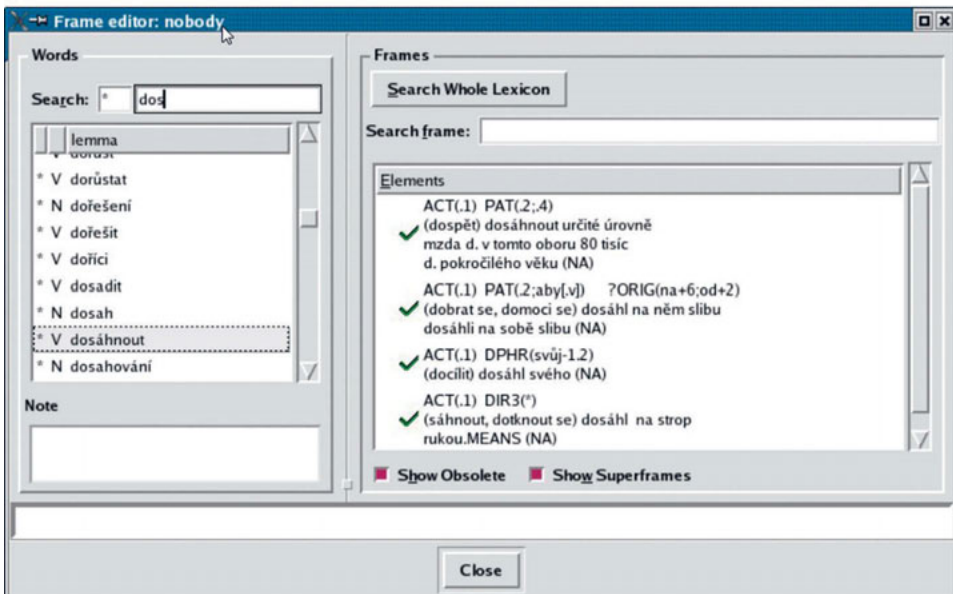 Frame editor: nobody
Words
Search: * dos
lemma
* V dorůst
* V dorůstat
* N dořešení
* V dořešit
* V doříci
* V dosadit
* N dosah
* V dosáhnout
* N dosahování
Note
Frames
Search Whole Lexicon
Search frame:
Elements
ACT(.1) PAT(.2;.4)
(dospět) dosáhnout určité úrovně
mzda d. v tomto oboru 80 tisíc
d. pokročilého věku (NA)
ACT(.1) PAT(.2;aby[.v]) ?ORIG(na+6;od+2)
(dobrat se, domoci se) dosáhl na něm slibu
dosáhli na sobě slibu (NA)
ACT(.1) DPHR(svůj-1.2)
(docílit) dosáhl svého (NA)
ACT(.1) DIR3(*)
(sáhnout, dotknout se) dosáhl na strop
rukou.MEANS (NA)
Show Obsolete Show Superframes
Close